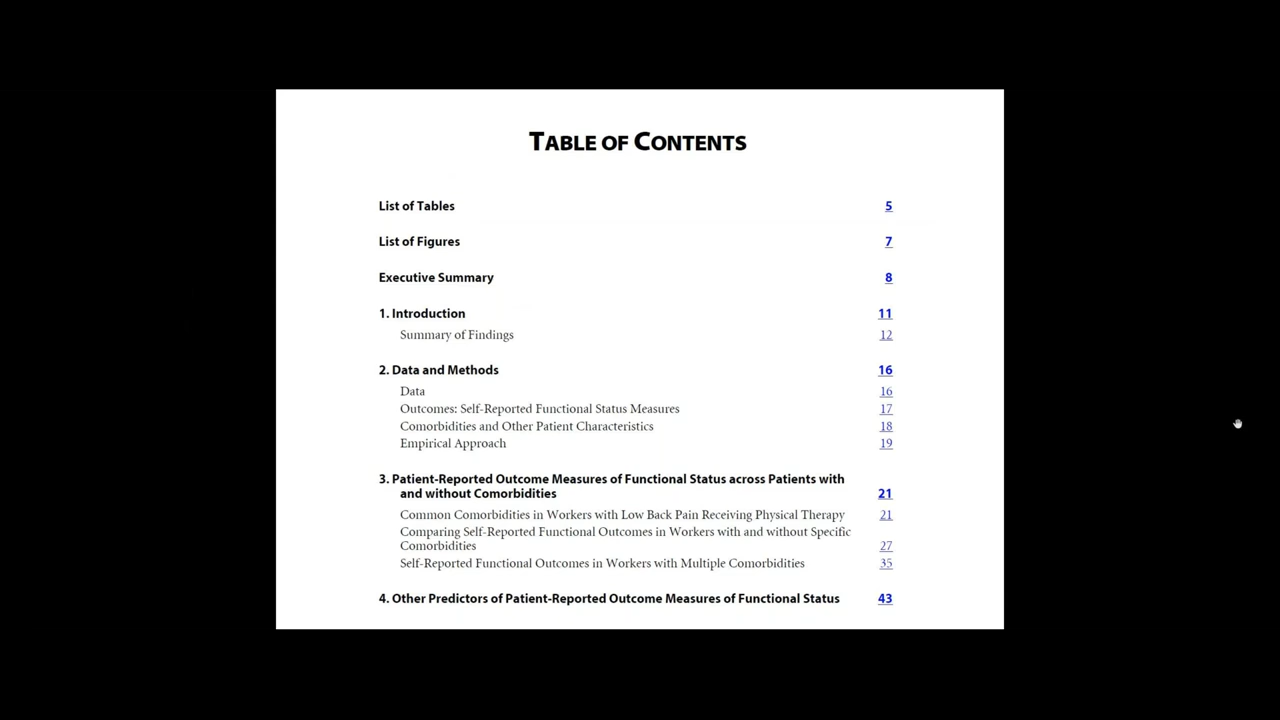 TABLE OF CONTENTS
List of Tables 5
List of Figures 7
Executive Summary 8
1. Introduction 11
Summary of Findings 12
2. Data and Methods 16
Data 16
Outcomes: Self-Reported Functional Status Measures 17
Comorbidities and Other Patient Characteristics 18
Empirical Approach 19
3. Patient-Reported Outcome Measures of Functional Status across Patients with
and without Comorbidities 21
Common Comorbidities in Workers with Low Back Pain Receiving Physical Therapy 21
Comparing Self-Reported Functional Outcomes in Workers with and without Specific
Comorbidities 27
Self-Reported Functional Outcomes in Workers with Multiple Comorbidities 35
4. Other Predictors of Patient-Reported Outcome Measures of Functional Status 43